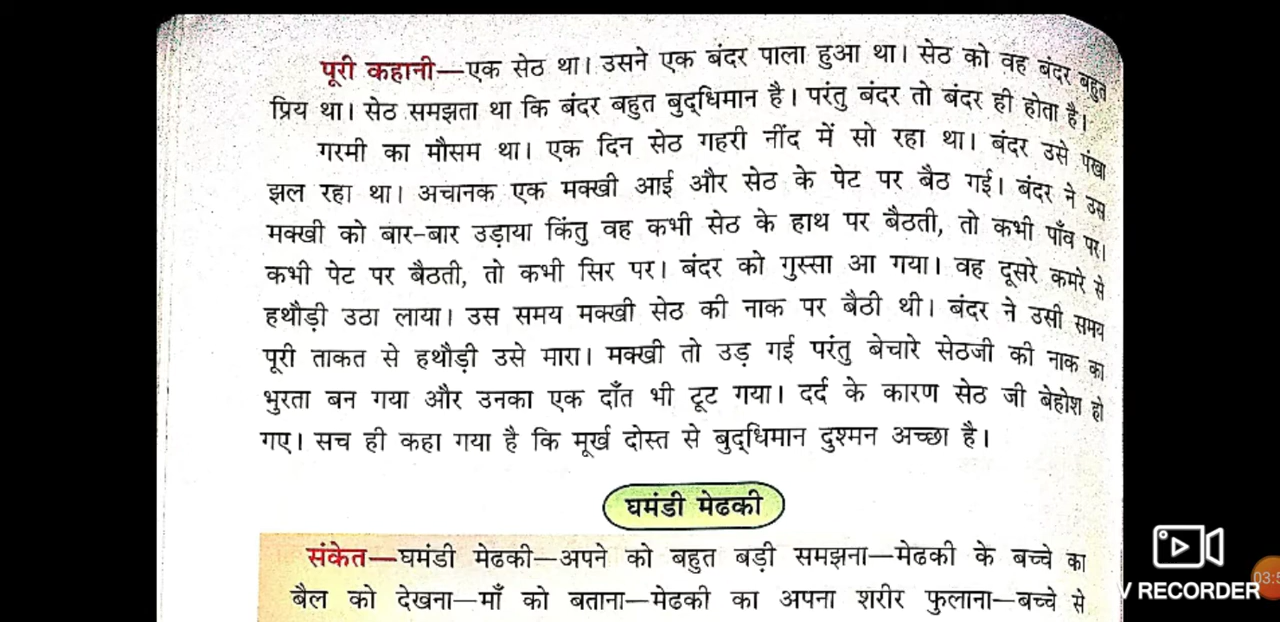 पूरी कहानी—एक सेठ था। उसने एक बंदर पाला हुआ था। सेठ को वह बंदर बहुत
प्रिय था। सेठ समझता था कि बंदर बहुत बुद्धिमान है। परंतु बंदर तो बंदर ही होता है।
गरमी का मौसम था। एक दिन सेठ गहरी नींद में सो रहा था। बंदर उसे पंखा
झल रहा था। अचानक एक मक्खी आई और सेठ के पेट पर बैठ गई। बंदर ने उस
मक्खी को बार-बार उड़ाया किंतु वह कभी सेठ के हाथ पर बैठती, तो कभी पाँव पर।
कभी पेट पर बैठती, तो कभी सिर पर। बंदर को गुस्सा आ गया। वह दूसरे कमरे से
हथौड़ी उठा लाया। उस समय मक्खी सेठ की नाक पर बैठी थी। बंदर ने उसी समय
पूरी ताकत से हथौड़ी उसे मारा। मक्खी तो उड़ गई परंतु बेचारे सेठजी की नाक का
भुरता बन गया और उनका एक दाँत भी टूट गया। दर्द के कारण सेठ जी बेहोश हो
गए। सच ही कहा गया है कि मूर्ख दोस्त से बुद्धिमान दुश्मन अच्छा है।
घमंडी मेढकी
संकेत—घमंडी मेढकी—अपने को बहुत बड़ी समझना—मेढकी के बच्चे का
बैल को देखना—माँ को बताना—मेढकी का अपना शरीर फुलाना—बच्चे से
V RECORDER